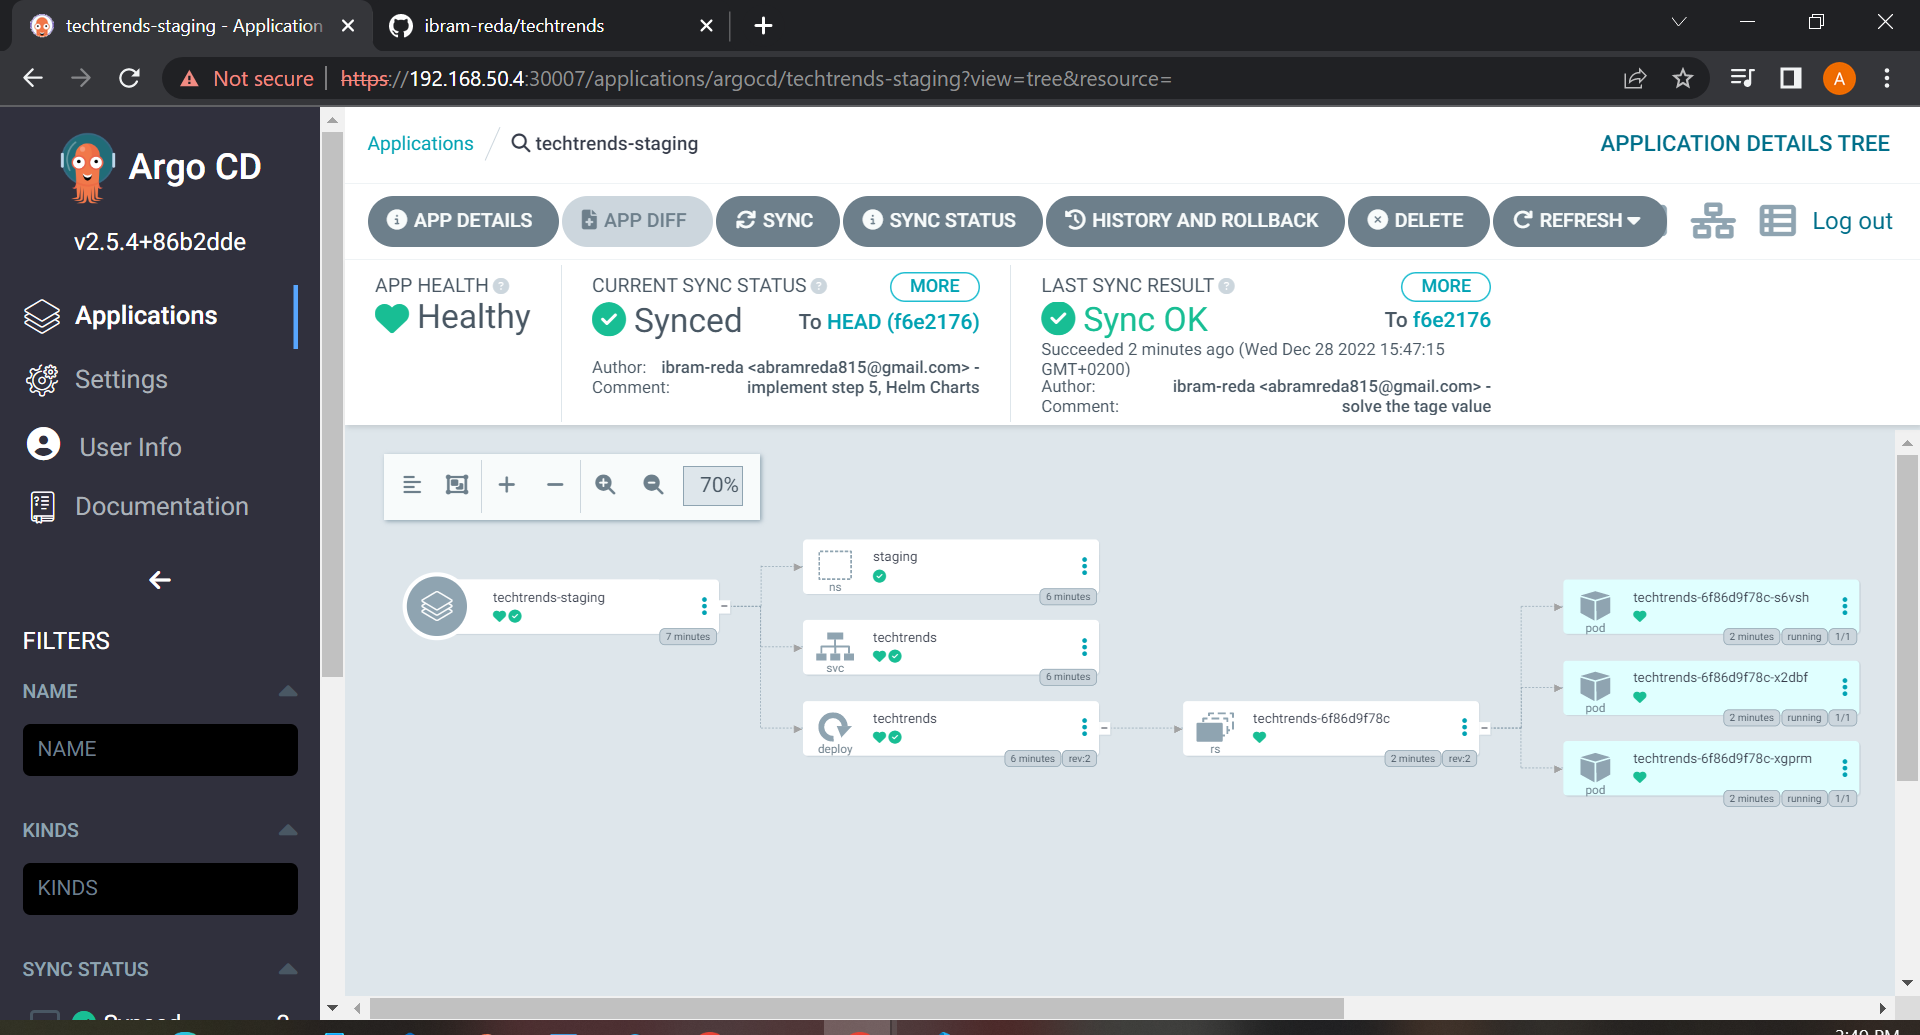 techtrends-staging - Application
ibram-reda/techtrends
Not secure
https://192.168.50.4:30007/applications/argocd/techtrends-staging?view=tree&resource=
A
Argo CD
v2.5.4+86b2dde
Applications
Settings
User Info
Documentation
FILTERS
NAME
NAME
KINDS
KINDS
SYNC STATUS
Synced
Applications
techtrends-staging
APPLICATION DETAILS TREE
APP DETAILS
APP DIFF
SYNC
SYNC STATUS
HISTORY AND ROLLBACK
DELETE
REFRESH
Log out
APP HEALTH
Healthy
CURRENT SYNC STATUS
MORE
Synced
To HEAD (f6e2176)
Author: ibram-reda <abramreda815@gmail.com> -
Comment: implement step 5, Helm Charts
LAST SYNC RESULT
MORE
Sync OK
To f6e2176
Succeeded 2 minutes ago (Wed Dec 28 2022 15:47:15
GMT+0200)
Author: ibram-reda <abramreda815@gmail.com> -
Comment: solve the tage value
70%
techtrends-staging
7 minutes
staging
ns
6 minutes
techtrends
svc
6 minutes
techtrends
deploy
6 minutes
rev:2
techtrends-6f86d9f78c
rs
2 minutes
rev:2
techtrends-6f86d9f78c-s6vsh
pod
2 minutes
running
1/1
techtrends-6f86d9f78c-x2dbf
pod
2 minutes
running
1/1
techtrends-6f86d9f78c-xgprm
pod
2 minutes
running
1/1